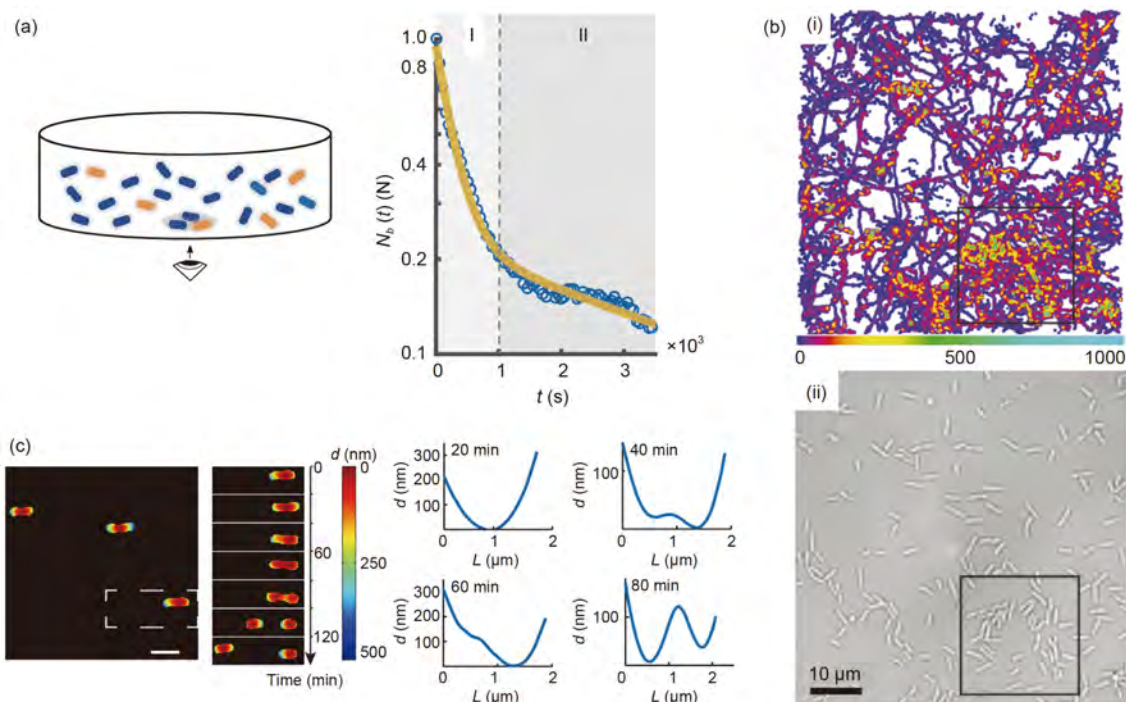 (a)
I
II
1.0
0.8
0.4
0.2
0.1
N_b (t) (N)
0
1
2
3
×10³
t (s)
(b)
(i)
0
500
1000
(ii)
10 µm
(c)
d (nm)
0
60
120
Time (min)
0
250
500
20 min
300
200
100
d (nm)
0
1
2
L (µm)
40 min
100
d (nm)
0
1
2
L (µm)
60 min
300
200
100
d (nm)
0
1
2
L (µm)
80 min
100
d (nm)
0
1
2
L (µm)